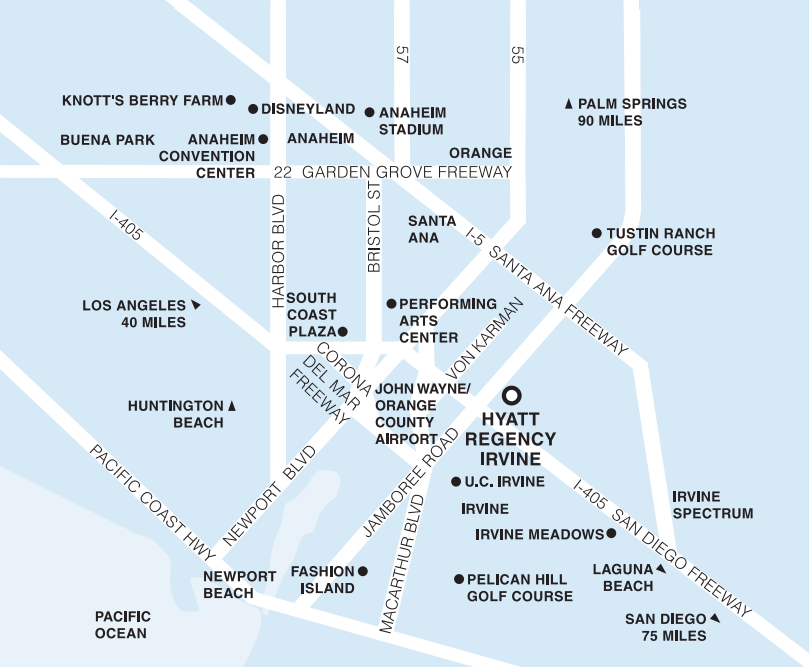 57
55
KNOTT'S BERRY FARM
DISNEYLAND
ANAHEIM
STADIUM
PALM SPRINGS
90 MILES
BUENA PARK
ANAHEIM
CONVENTION
CENTER
ANAHEIM
ORANGE
22 GARDEN GROVE FREEWAY
I-405
HARBOR BLVD
BRISTOL ST
SANTA
ANA
I-5 SANTA ANA FREEWAY
TUSTIN RANCH
GOLF COURSE
LOS ANGELES
40 MILES
SOUTH
COAST
PLAZA
PERFORMING
ARTS
CENTER
VON KARMAN
CORONA
DEL MAR
FREEWAY
JOHN WAYNE/
ORANGE
COUNTY
AIRPORT
HYATT
REGENCY
IRVINE
HUNTINGTON
BEACH
PACIFIC COAST HWY
NEWPORT BLVD
JAMBOREE ROAD
MACARTHUR BLVD
U.C. IRVINE
IRVINE
IRVINE MEADOWS
I-405 SAN DIEGO FREEWAY
IRVINE
SPECTRUM
NEWPORT
BEACH
FASHION
ISLAND
PELICAN HILL
GOLF COURSE
LAGUNA
BEACH
SAN DIEGO
75 MILES
PACIFIC
OCEAN